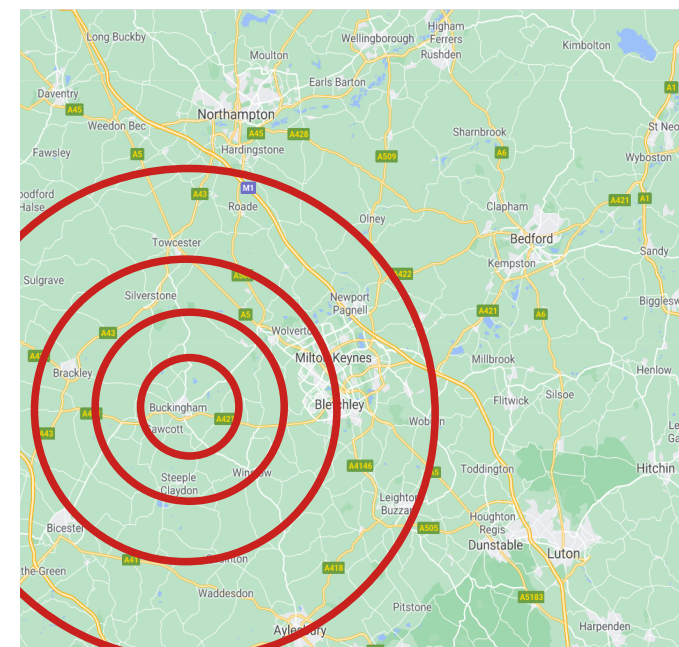 Long Buckby
Moulton
Wellingborough
Higham
Ferrers
Rushden
Kimbolton
Daventry
A45
Weedon Bec
Earls Barton
Northampton
A1
A45
A428
Sharnbrook
St Neo
Fawsley
A5
Hardingstone
A509
A6
Wyboston
oodford
Halse
A43
M1
Roade
Olney
Clapham
A421
A1
Towcester
Bedford
Kempston
Sandy
Sulgrave
A422
Silverstone
Newport
Pagnell
A5
A421
A6
Bigglesw
A43
Wolverto
Milton Keynes
Millbrook
Henlow
Brackley
Buckingham
A421
Bletchley
Flitwick
Silsoe
Gawcott
Woburn
A43
Steeple
Claydon
Winslow
A4146
A5
Toddington
Hitchin
Leighton
Buzzar
Bicester
A505
Houghton
Regis
Dunstable
Luton
A41
the-Green
Waddesdon
A418
Pitstone
A5183
Aylesbury
Harpenden